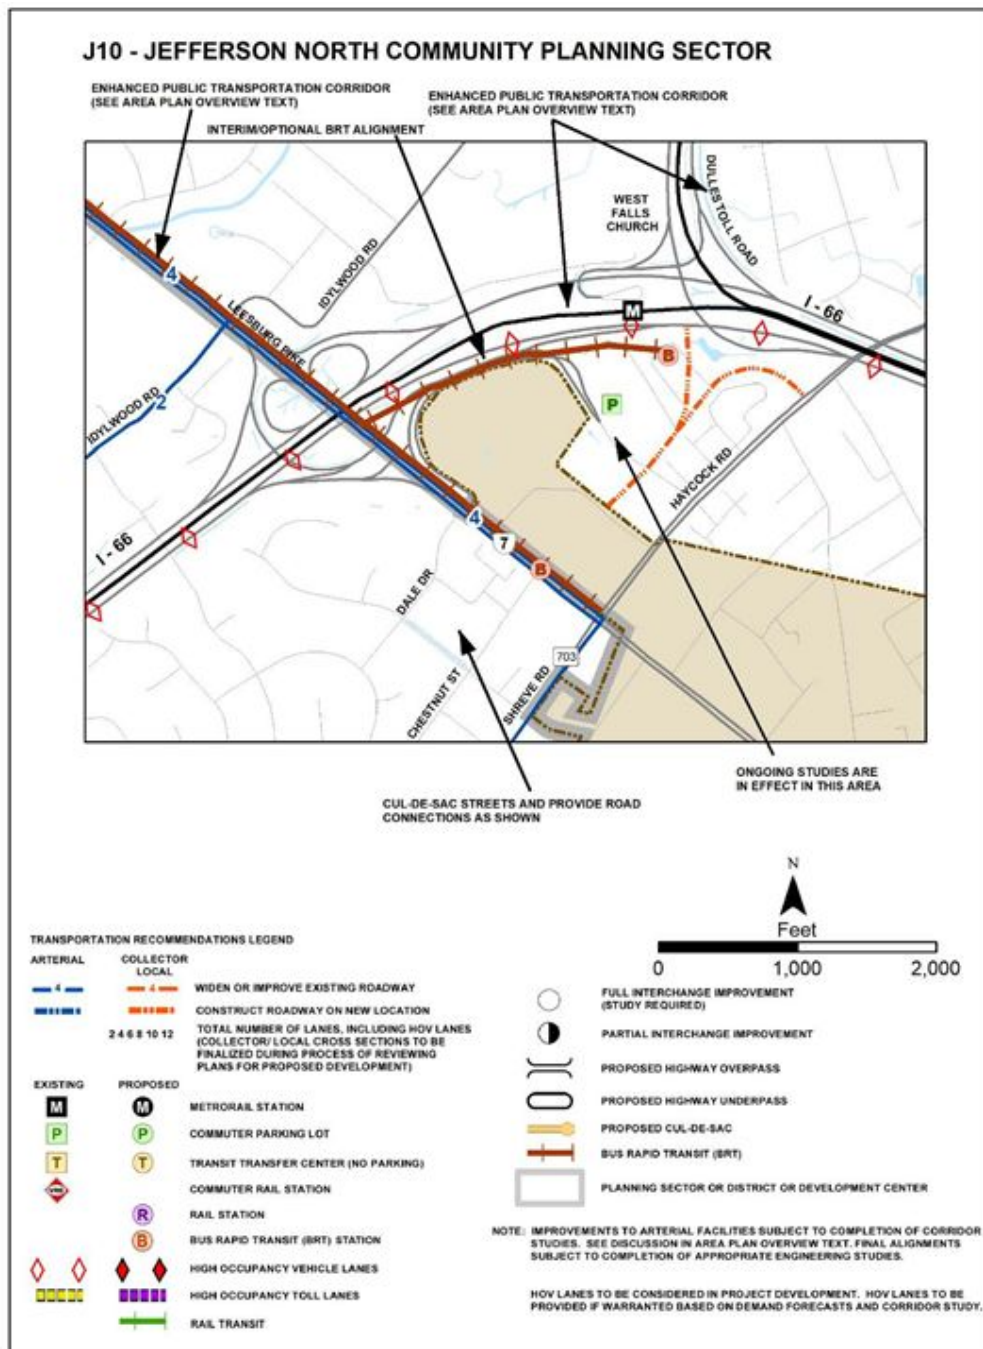 J10 - JEFFERSON NORTH COMMUNITY PLANNING SECTOR
ENHANCED PUBLIC TRANSPORTATION CORRIDOR
(SEE AREA PLAN OVERVIEW TEXT)
ENHANCED PUBLIC TRANSPORTATION CORRIDOR
(SEE AREA PLAN OVERVIEW TEXT)
INTERIM/OPTIONAL BRT ALIGNMENT
WEST
FALLS
CHURCH
DULLES TOLL ROAD
IDYLWOOD RD
4
LEESBURG PIKE
M
I - 66
B
IDYLWOOD RD
2
P
HAYCOCK RD
I - 66
4
7
B
DALE DR
703
CHESTNUT ST
SHREVE RD
ONGOING STUDIES ARE
IN EFFECT IN THIS AREA
CUL-DE-SAC STREETS AND PROVIDE ROAD
CONNECTIONS AS SHOWN
N
Feet
0 1,000 2,000
TRANSPORTATION RECOMMENDATIONS LEGEND
ARTERIAL COLLECTOR
LOCAL
4 4 WIDEN OR IMPROVE EXISTING ROADWAY
CONSTRUCT ROADWAY ON NEW LOCATION
2 4 6 8 10 12 TOTAL NUMBER OF LANES, INCLUDING HOV LANES
(COLLECTOR/ LOCAL CROSS SECTIONS TO BE
FINALIZED DURING PROCESS OF REVIEWING
PLANS FOR PROPOSED DEVELOPMENT)
EXISTING PROPOSED
M M METRORAIL STATION
P P COMMUTER PARKING LOT
T T TRANSIT TRANSFER CENTER (NO PARKING)
VRE COMMUTER RAIL STATION
R RAIL STATION
B BUS RAPID TRANSIT (BRT) STATION
HIGH OCCUPANCY VEHICLE LANES
HIGH OCCUPANCY TOLL LANES
RAIL TRANSIT
FULL INTERCHANGE IMPROVEMENT
(STUDY REQUIRED)
PARTIAL INTERCHANGE IMPROVEMENT
PROPOSED HIGHWAY OVERPASS
PROPOSED HIGHWAY UNDERPASS
PROPOSED CUL-DE-SAC
BUS RAPID TRANSIT (BRT)
PLANNING SECTOR OR DISTRICT OR DEVELOPMENT CENTER
NOTE: IMPROVEMENTS TO ARTERIAL FACILITIES SUBJECT TO COMPLETION OF CORRIDOR
STUDIES. SEE DISCUSSION IN AREA PLAN OVERVIEW TEXT. FINAL ALIGNMENTS
SUBJECT TO COMPLETION OF APPROPRIATE ENGINEERING STUDIES.
HOV LANES TO BE CONSIDERED IN PROJECT DEVELOPMENT. HOV LANES TO BE
PROVIDED IF WARRANTED BASED ON DEMAND FORECASTS AND CORRIDOR STUDY.